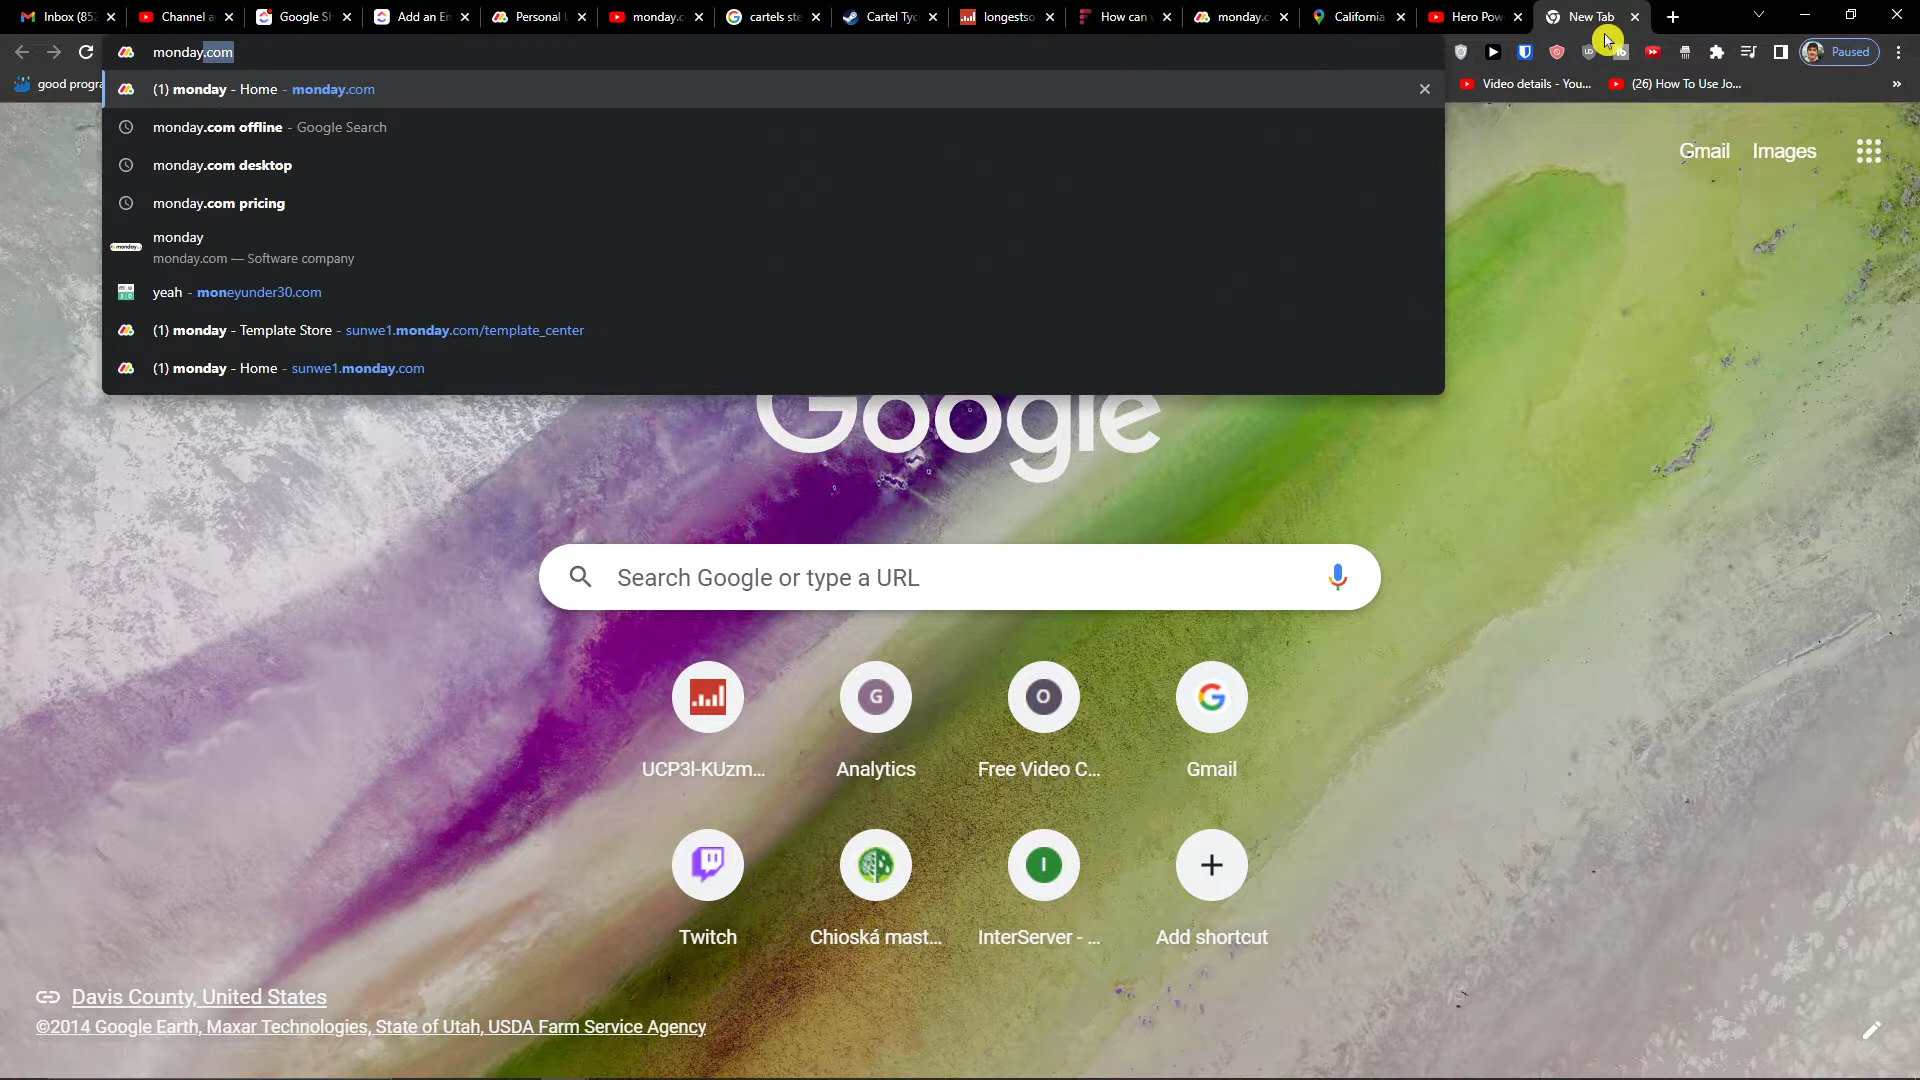 Inbox (852
Channel a
Google Sh
Add an En
Personal U
monday.c
cartels ste
Cartel Tyc
longestso
How can w
monday.c
California
Hero Pow
New Tab
monday.com
Paused
good progra
Video details - You...
(26) How To Use Jo...
(1) monday - Home - monday.com
monday.com offline - Google Search
monday.com desktop
monday.com pricing
monday
monday.com — Software company
yeah - moneyunder30.com
(1) monday - Template Store - sunwe1.monday.com/template_center
(1) monday - Home - sunwe1.monday.com
Gmail Images
Google
Search Google or type a URL
UCP3l-KUzm...
G
Analytics
O
Free Video C...
Gmail
Twitch
Chioská mast...
I
InterServer - ...
Add shortcut
Davis County, United States
©2014 Google Earth, Maxar Technologies, State of Utah, USDA Farm Service Agency